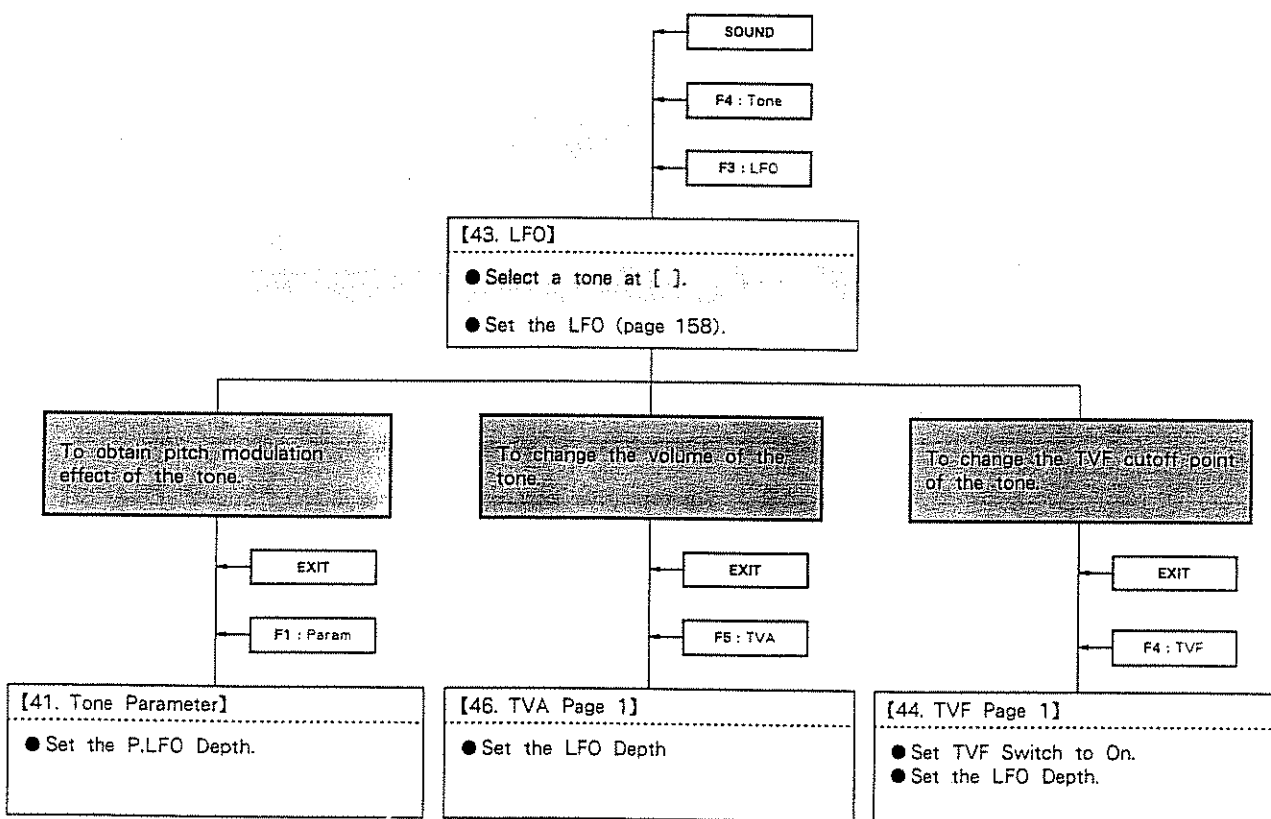 SOUND
F4 : Tone
F3 : LFO
【43. LFO】
● Select a tone at [ ].
● Set the LFO (page 158).
To obtain pitch modulation
effect of the tone.
To change the volume of the
tone.
To change the TVF cutoff point
of the tone.
EXIT
EXIT
EXIT
F1 : Param
F5 : TVA
F4 : TVF
【41. Tone Parameter】
● Set the P.LFO Depth.
【46. TVA Page 1】
● Set the LFO Depth
【44. TVF Page 1】
● Set TVF Switch to On.
● Set the LFO Depth.